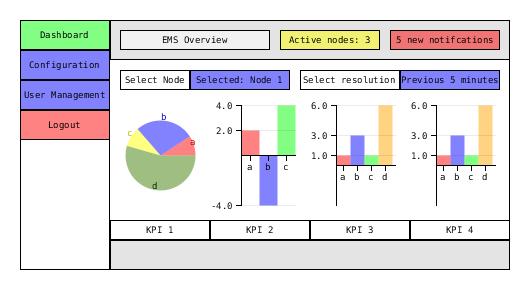 Dashboard
Configuration
User Management
Logout
EMS Overview
Active nodes: 3
5 new notifcations
Select Node
Selected: Node 1
Select resolution
Previous 5 minutes
a
b
c
d
4.0
2.0
-4.0
a b c
6.0
3.0
1.0
a b c d
6.0
3.0
1.0
a b c d
KPI 1
KPI 2
KPI 3
KPI 4